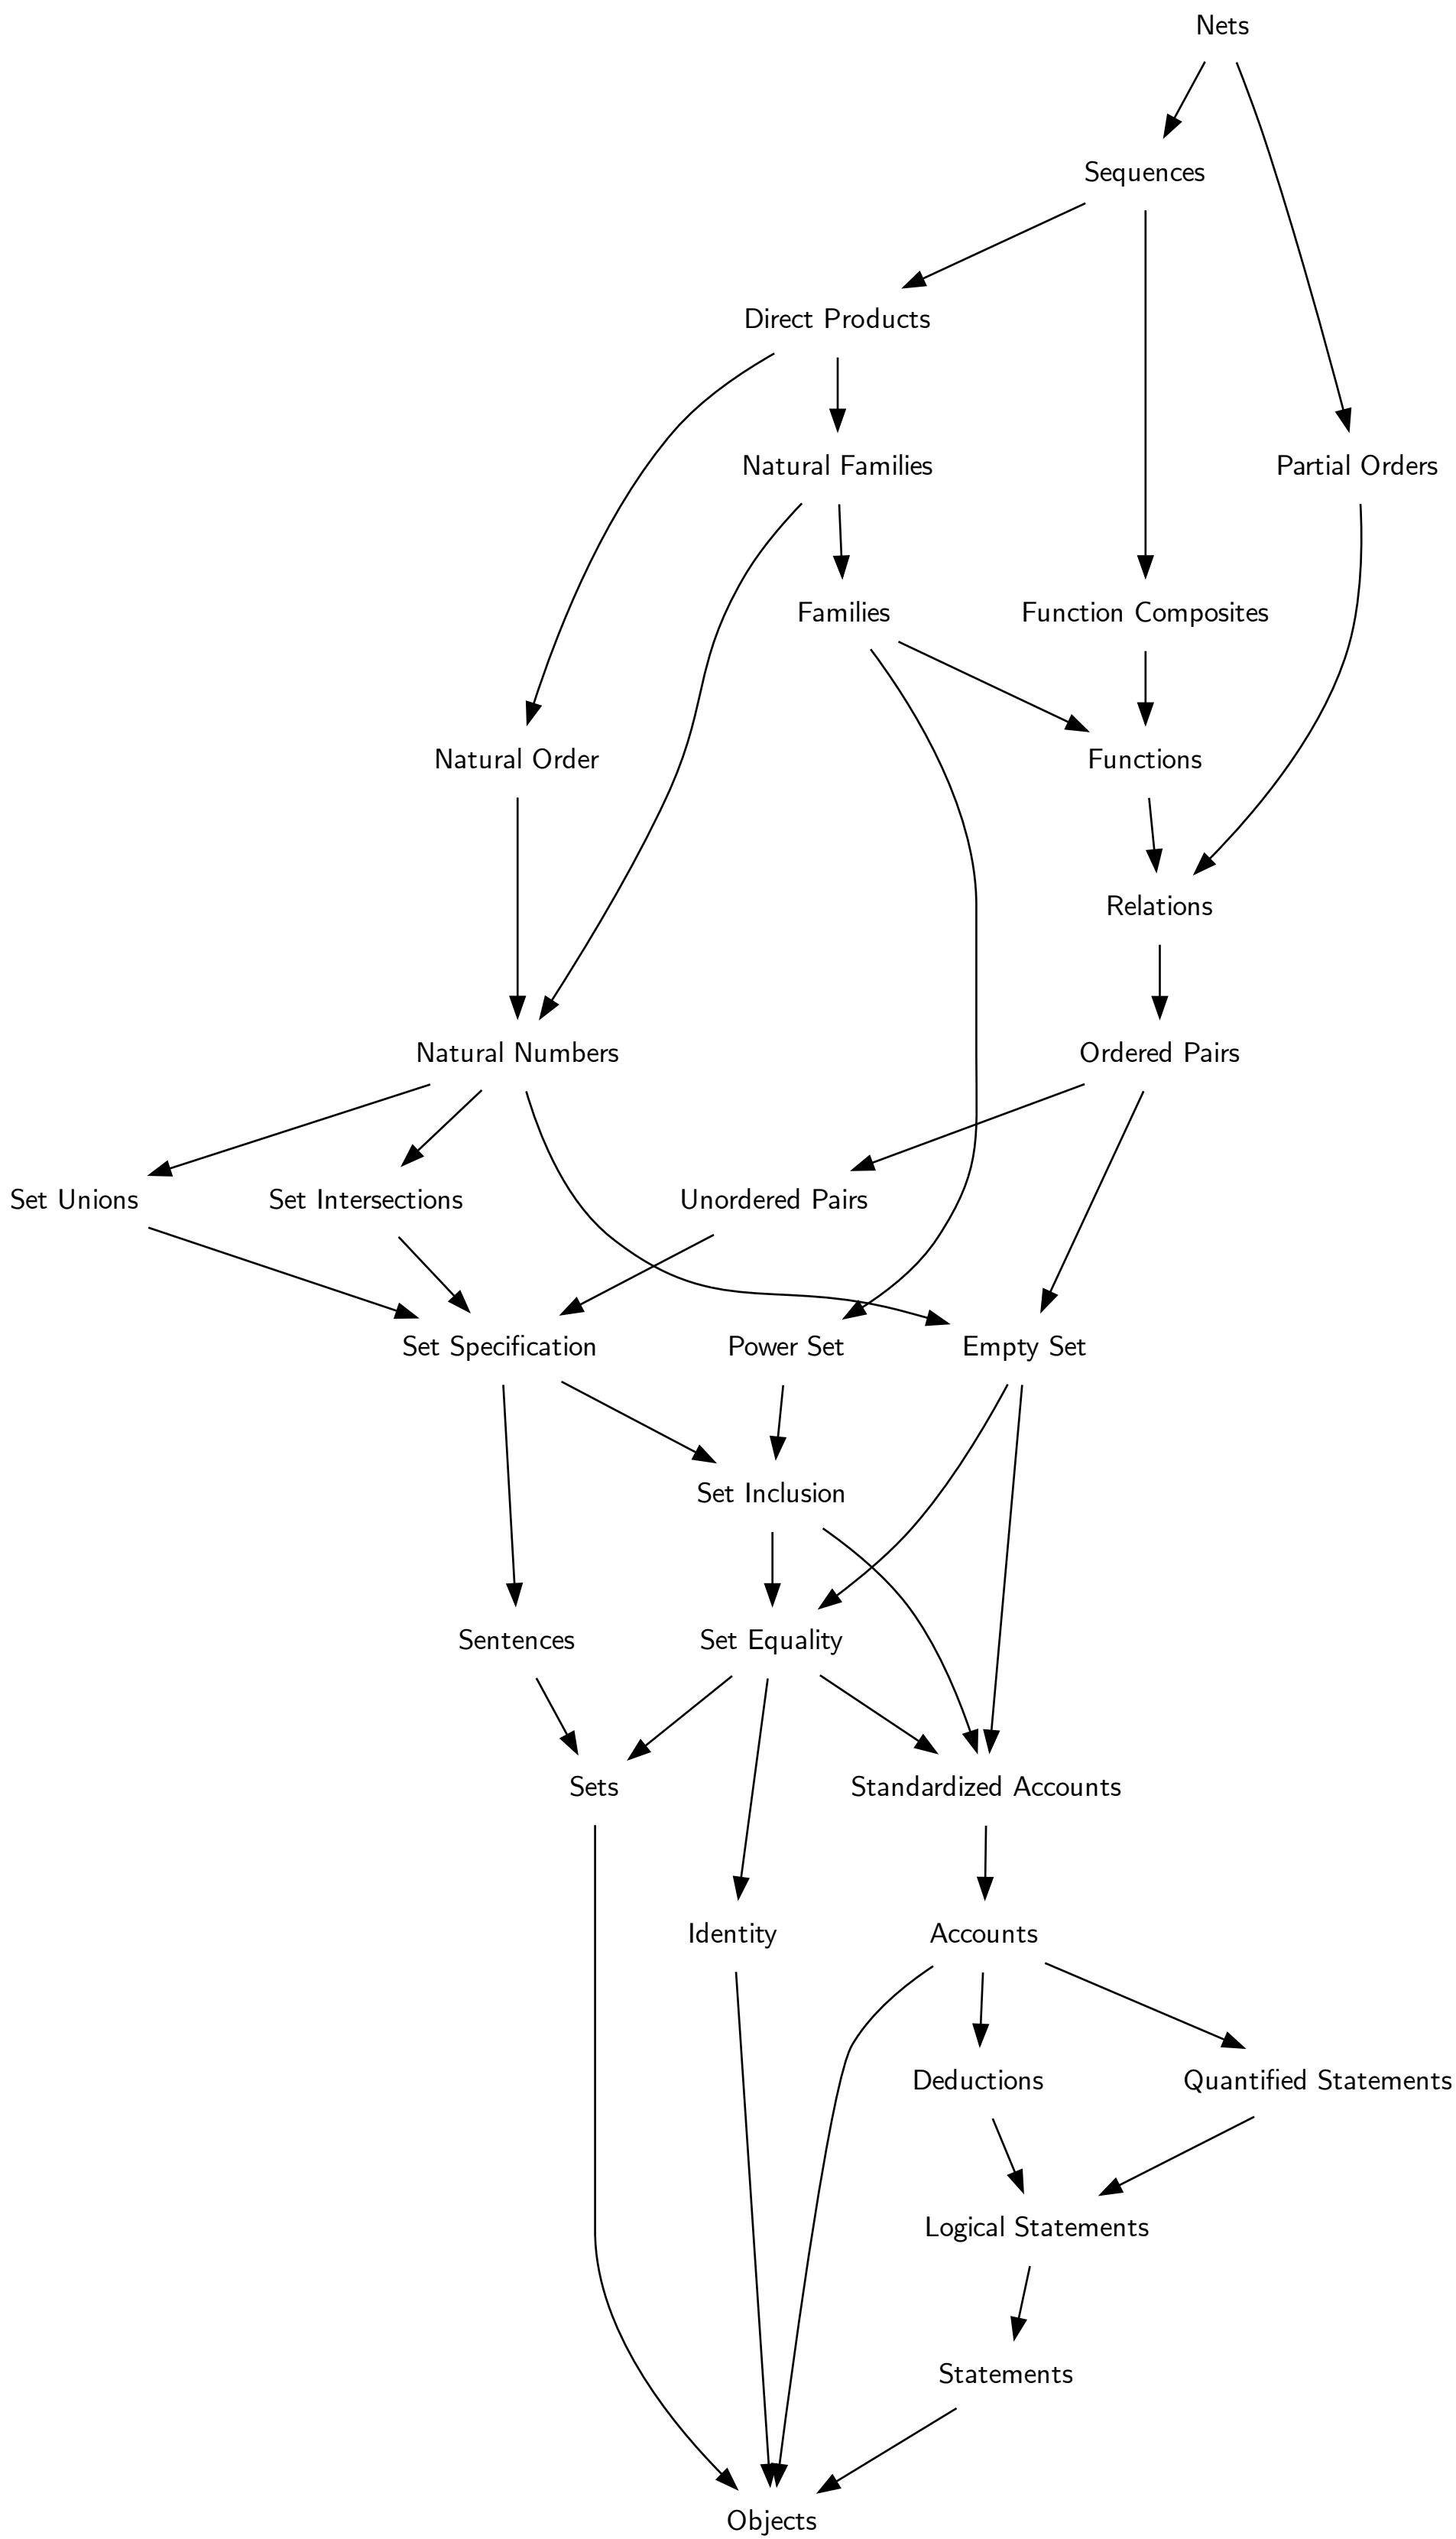 Nets
Sequences
Direct Products
Natural Families
Partial Orders
Families
Function Composites
Natural Order
Functions
Relations
Natural Numbers
Ordered Pairs
Set Unions
Set Intersections
Unordered Pairs
Set Specification
Power Set
Empty Set
Set Inclusion
Sentences
Set Equality
Sets
Standardized Accounts
Identity
Accounts
Deductions
Quantified Statements
Logical Statements
Statements
Objects